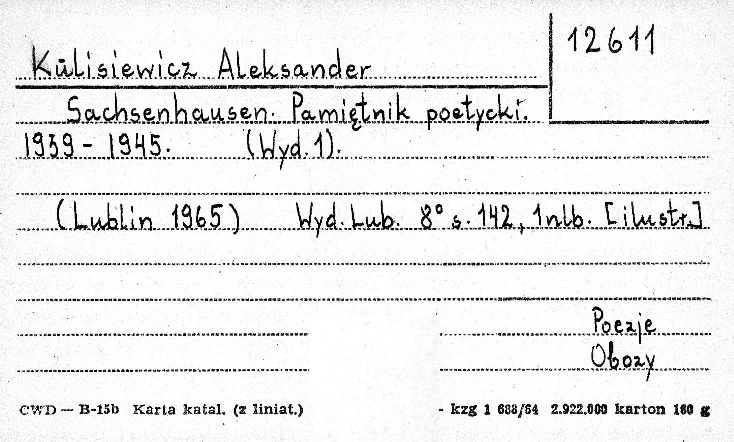 12611
Kulisiewicz Aleksander
Sachsenhausen. Pamiętnik poetycki.
1939 - 1945. (Wyd. 1).
(Lublin 1965) Wyd. Lub. 8° s. 142, 1nlb. [ilustr.]
Poezje
Obozy
CWD — B-15b Karta katal. (z liniat.) - kzg 1 688/64 2.922.000 karton 160 g